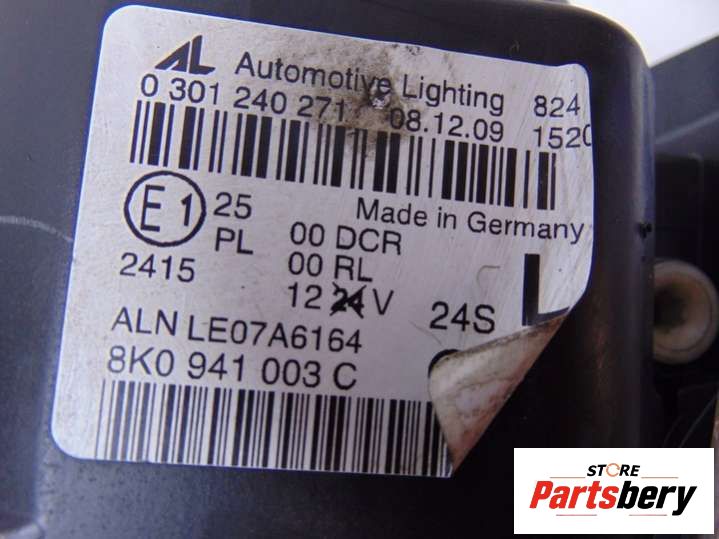 AL Automotive Lighting 824
0 301 240 271 08.12.09 1520
E1 25 Made in Germany
PL 00 DCR
2415 00 RL
12 24 V 24S L
ALN LE07A6164
8K0 941 003 C
STORE
Partsbery